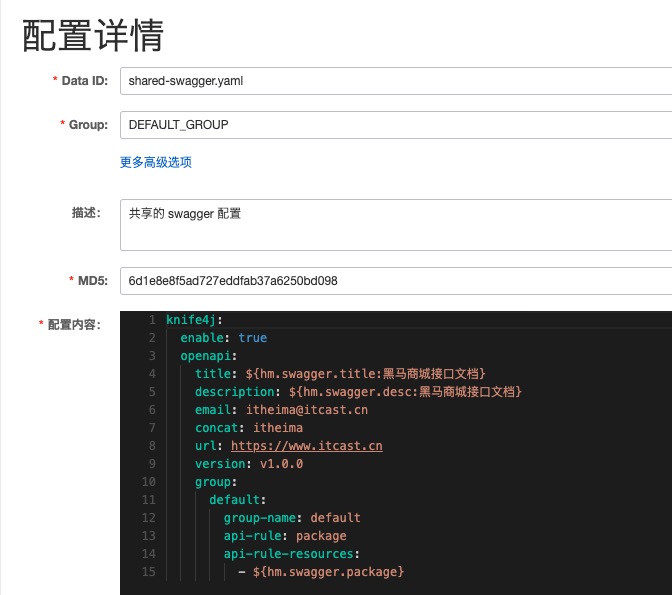 配置详情
* Data ID: shared-swagger.yaml
* Group: DEFAULT_GROUP
更多高级选项
描述: 共享的 swagger 配置
* MD5: 6d1e8e8f5ad727eddfab37a6250bd098
* 配置内容:
1 knife4j:
2   enable: true
3   openapi:
4     title: ${hm.swagger.title:黑马商城接口文档}
5     description: ${hm.swagger.desc:黑马商城接口文档}
6     email: itheima@itcast.cn
7     concat: itheima
8     url: https://www.itcast.cn
9     version: v1.0.0
10     group:
11       default:
12         group-name: default
13         api-rule: package
14         api-rule-resources:
15           - ${hm.swagger.package}